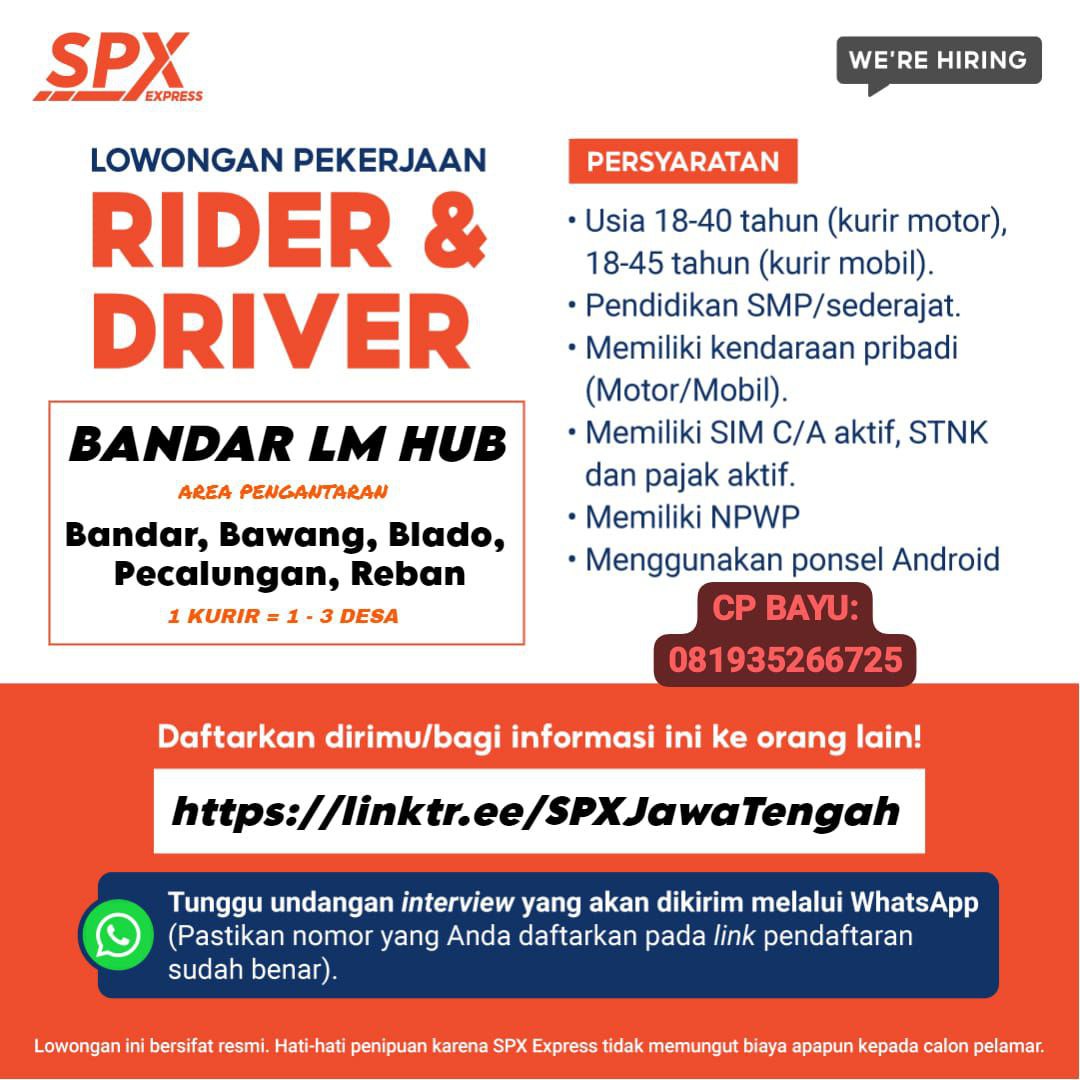 SPX
EXPRESS
WE'RE HIRING
LOWONGAN PEKERJAAN
RIDER &
DRIVER
BANDAR LM HUB
AREA PENGANTARAN
Bandar, Bawang, Blado,
Pecalungan, Reban
1 KURIR = 1 - 3 DESA
PERSYARATAN
• Usia 18-40 tahun (kurir motor),
18-45 tahun (kurir mobil).
• Pendidikan SMP/sederajat.
• Memiliki kendaraan pribadi
(Motor/Mobil).
• Memiliki SIM C/A aktif, STNK
dan pajak aktif.
• Memiliki NPWP
• Menggunakan ponsel Android
CP BAYU:
081935266725
Daftarkan dirimu/bagi informasi ini ke orang lain!
https://linktr.ee/SPXJawaTengah
Tunggu undangan interview yang akan dikirim melalui WhatsApp
(Pastikan nomor yang Anda daftarkan pada link pendaftaran
sudah benar).
Lowongan ini bersifat resmi. Hati-hati penipuan karena SPX Express tidak memungut biaya apapun kepada calon pelamar.